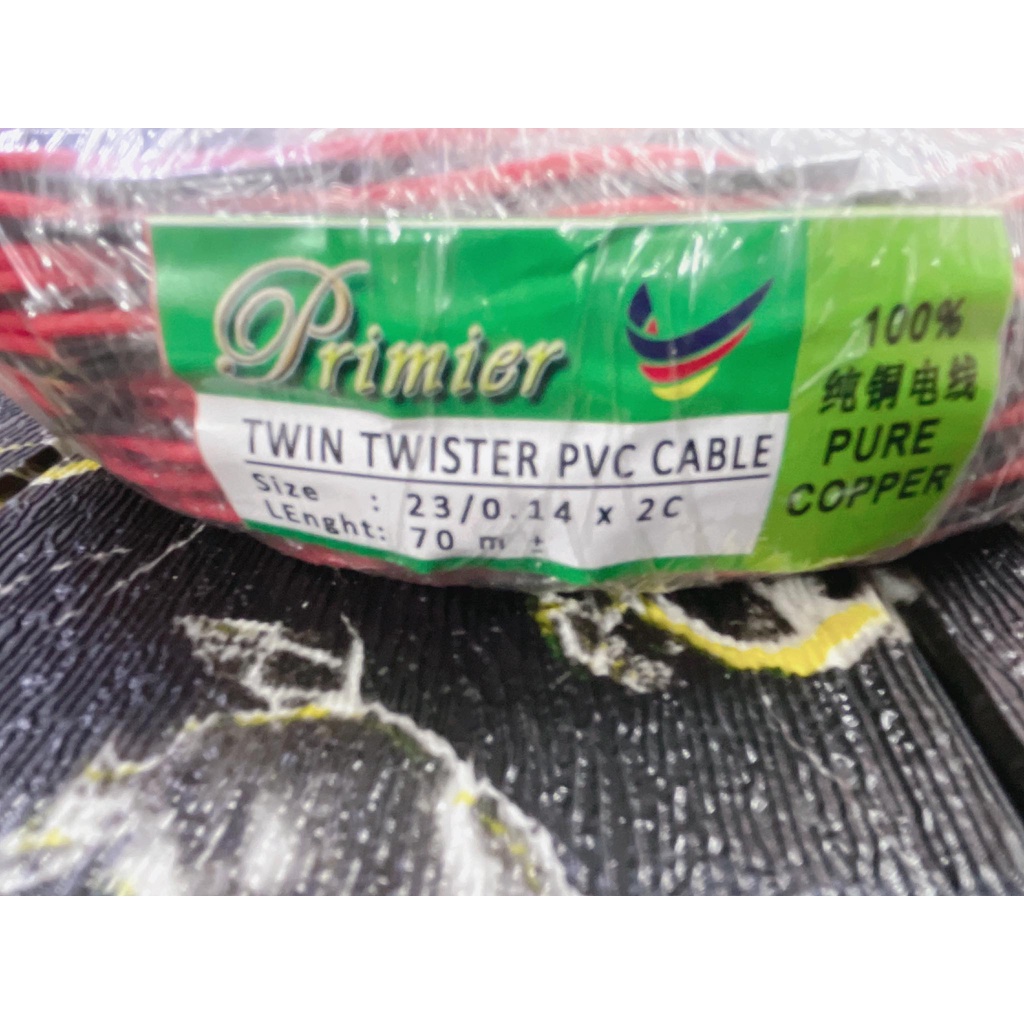 Primier
TWIN TWISTER PVC CABLE
Size : 23/0.14 x 2C
LEnght: 70 m ±
100%
纯铜电线
PURE
COPPER